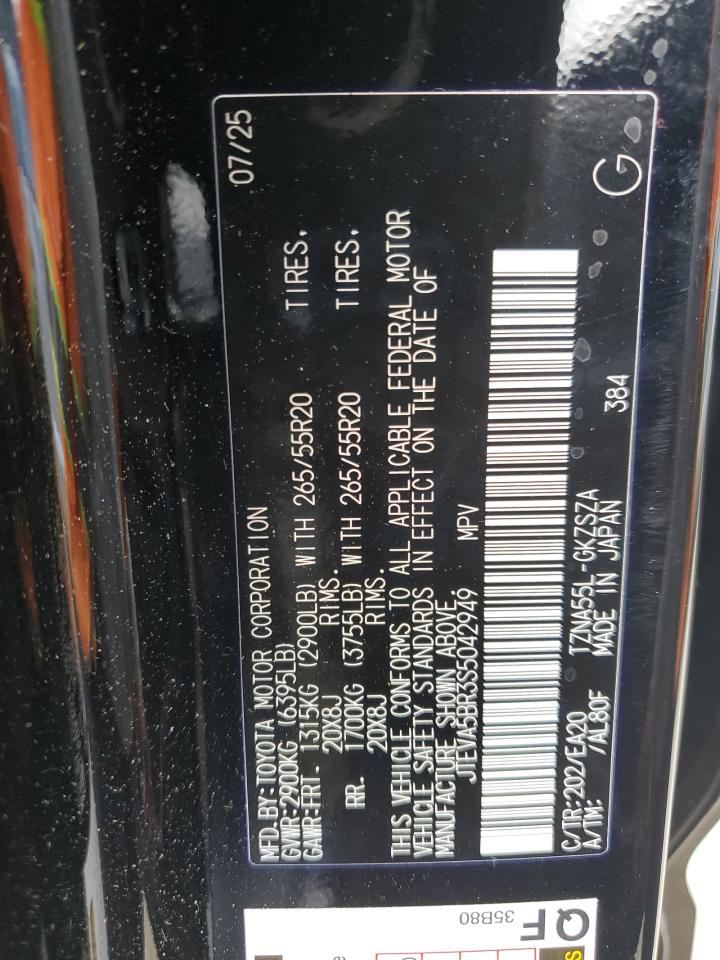 MFD.BY:TOYOTA MOTOR CORPORATION 07/25
GVWR:2900KG (6395LB)
GAWR:FRT. 1315KG (2900LB) WITH 265/55R20 TIRES,
20X8J RIMS.
RR. 1700KG (3755LB) WITH 265/55R20 TIRES,
20X8J RIMS.
THIS VEHICLE CONFORMS TO ALL APPLICABLE FEDERAL MOTOR
VEHICLE SAFETY STANDARDS IN EFFECT ON THE DATE OF
MANUFACTURE SHOWN ABOVE.
JTEVA5BR3S5042949 MPV
C/TR:202/EA20 TZNA55L-GKZSZA
A/TM: /AL80F MADE IN JAPAN 384
G
QF
35B80